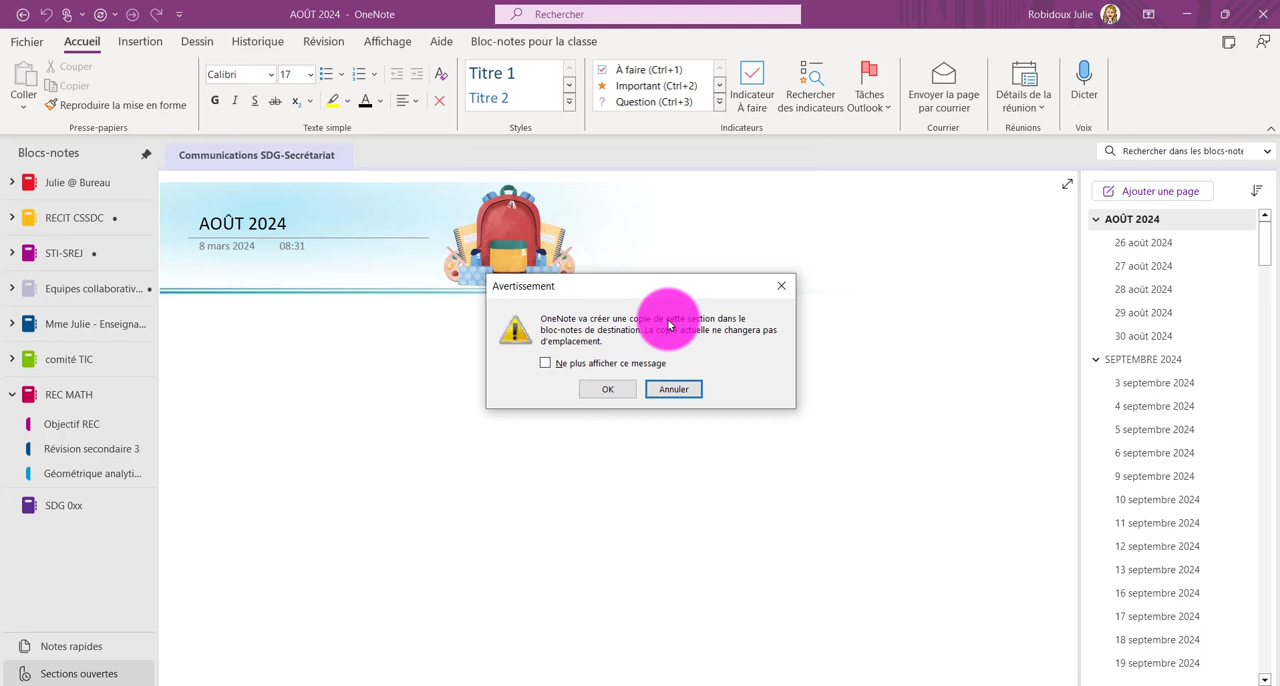 AOÛT 2024 - OneNote
Rechercher
Robidoux Julie
Fichier Accueil Insertion Dessin Historique Révision Affichage Aide Bloc-notes pour la classe
Coller
Couper
Copier
Reproduire la mise en forme
Presse-papiers
Calibri 17
G I S ab x₂ A
Texte simple
Titre 1
Titre 2
Styles
À faire (Ctrl+1)
Important (Ctrl+2)
? Question (Ctrl+3)
Indicateur
À faire
Rechercher
des indicateurs
Tâches
Outlook
Indicateurs
Envoyer la page
par courrier
Courrier
Détails de la
réunion
Réunions
Dicter
Voix
Blocs-notes
Communications SDG-Secrétariat
Rechercher dans les blocs-note
Julie @ Bureau
RECIT CSSDC
STI-SREJ
Equipes collaborativ...
Mme Julie - Enseigna...
comité TIC
REC MATH
Objectif REC
Révision secondaire 3
Géométrique analyti...
SDG 0xx
Notes rapides
Sections ouvertes
AOÛT 2024
8 mars 2024 08:31
Avertissement
OneNote va créer une copie de cette section dans le
bloc-notes de destination. La copie actuelle ne changera pas
d'emplacement.
Ne plus afficher ce message
OK
Annuler
Ajouter une page
AOÛT 2024
26 août 2024
27 août 2024
28 août 2024
29 août 2024
30 août 2024
SEPTEMBRE 2024
3 septembre 2024
4 septembre 2024
5 septembre 2024
6 septembre 2024
9 septembre 2024
10 septembre 2024
11 septembre 2024
12 septembre 2024
13 septembre 2024
16 septembre 2024
17 septembre 2024
18 septembre 2024
19 septembre 2024